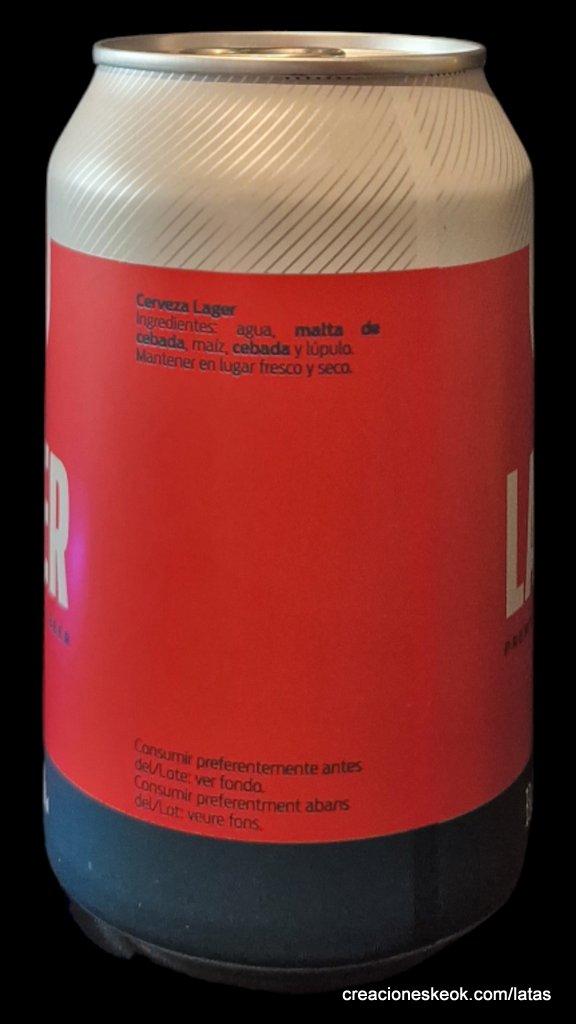 Cerveza Lager
Ingredientes: agua, malta de
cebada, maíz, cebada y lúpulo.
Mantener en lugar fresco y seco.
ER
LA
Consumir preferentemente antes
del/Lote: ver fondo.
Consumir preferentment abans
del/Lot: veure fons.
creacioneskeok.com/latas